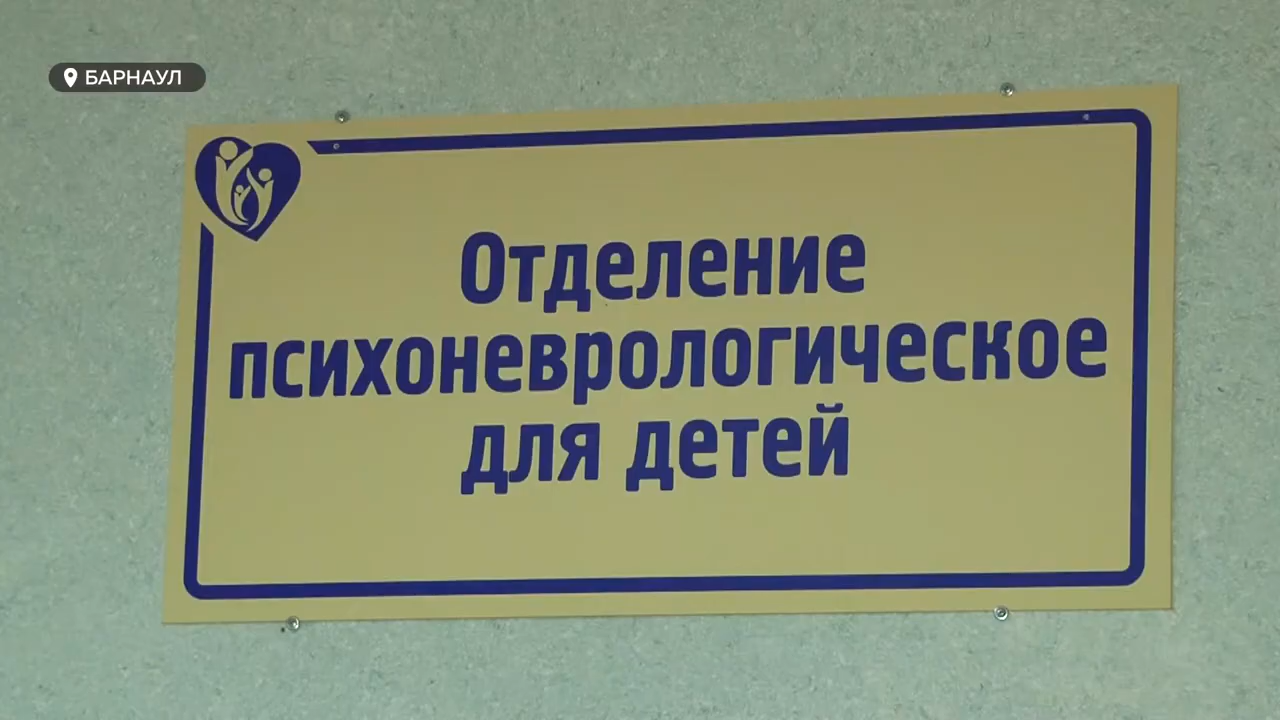 БАРНАУЛ
Отделение
психоневрологическое
для детей